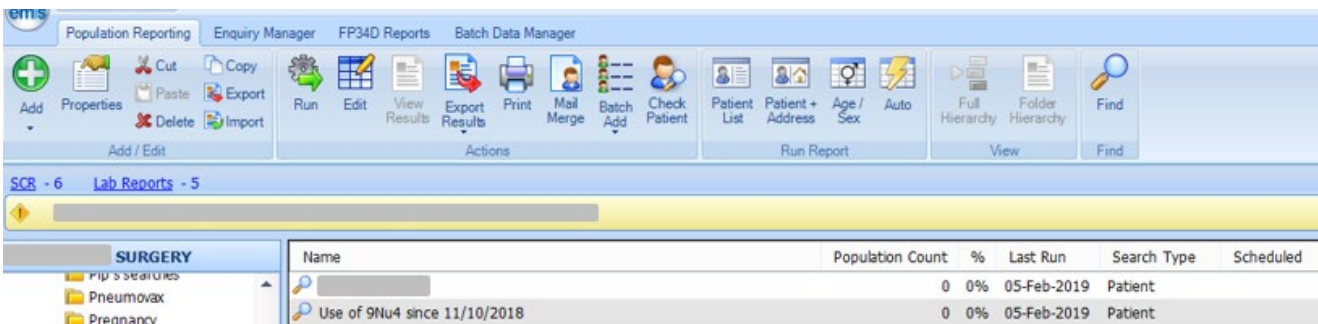 ems
Population Reporting Enquiry Manager FP34D Reports Batch Data Manager
Add
Properties
Cut
Paste
Delete
Copy
Export
Import
Add / Edit
Run
Edit
View Results
Export Results
Print
Mail Merge
Batch Add
Check Patient
Actions
Patient List
Patient + Address
Age / Sex
Auto
Run Report
Full Hierarchy
Folder Hierarchy
View
Find
Find
SCR - 6 Lab Reports - 5
SURGERY
Pip's searches
Pneumovax
Pregnancy
Name Population Count % Last Run Search Type Scheduled
0 0% 05-Feb-2019 Patient
Use of 9Nu4 since 11/10/2018 0 0% 05-Feb-2019 Patient